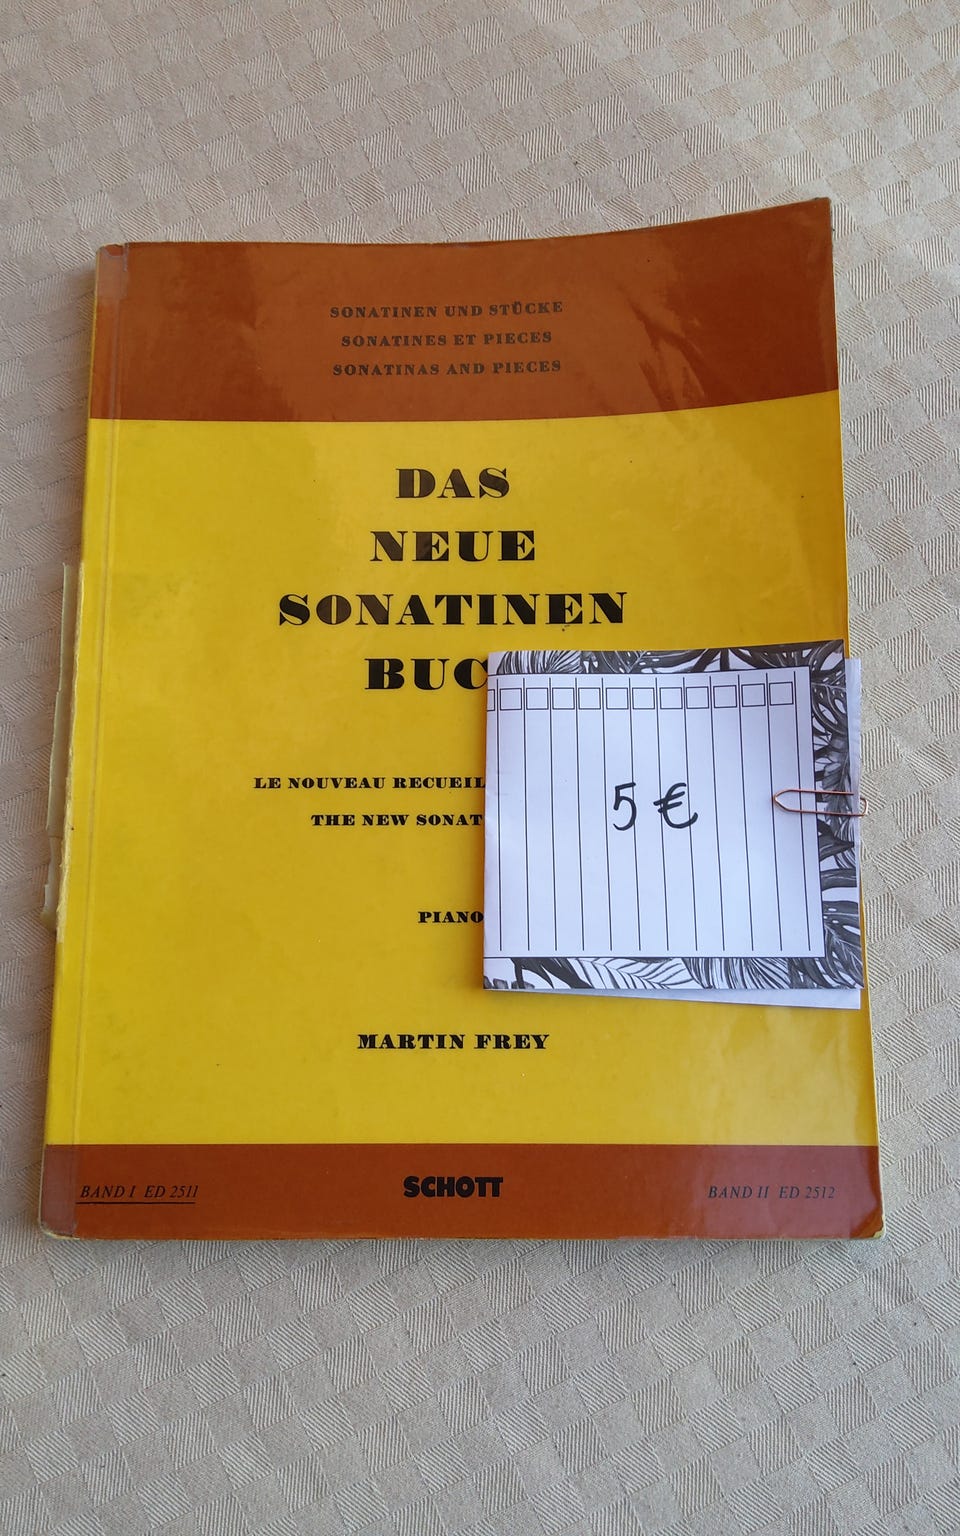 SONATINEN UND STÜCKE
SONATINES ET PIECES
SONATINAS AND PIECES
DAS
NEUE
SONATINEN
BUC
LE NOUVEAU RECUEIL
THE NEW SONAT
5 €
PIANO
MARTIN FREY
BAND I ED 2511
SCHOTT
BAND II ED 2512